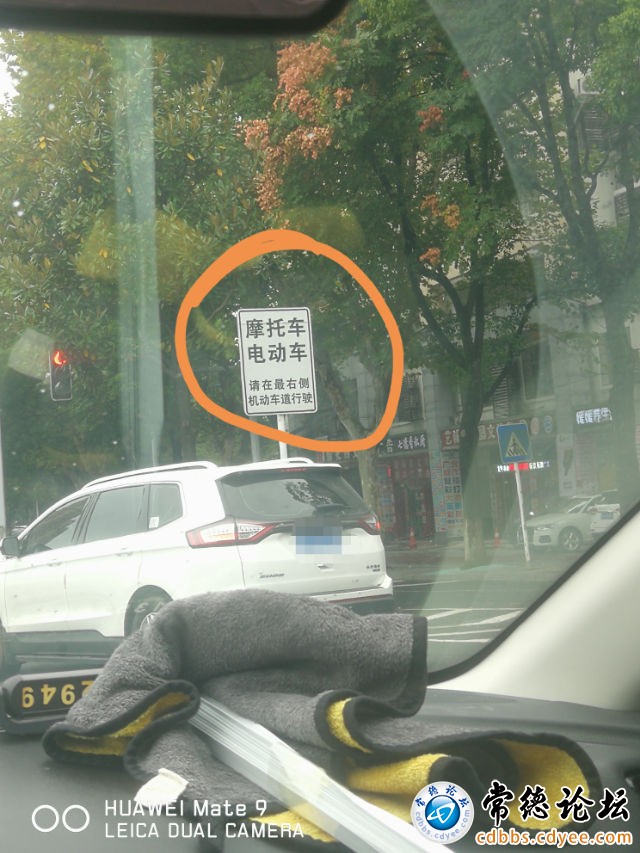 摩托车
电动车
请在最右侧
机动车道行驶
2949
HUAWEI Mate 9
LEICA DUAL CAMERA
常德论坛
cdbbs.cdyee.com